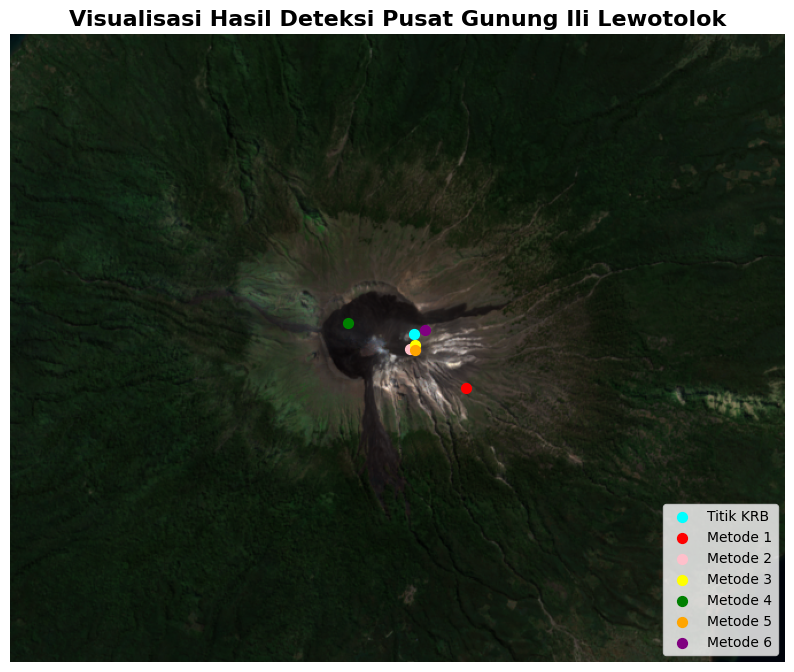 Visualisasi Hasil Deteksi Pusat Gunung Ili Lewotolok
Titik KRB
Metode 1
Metode 2
Metode 3
Metode 4
Metode 5
Metode 6